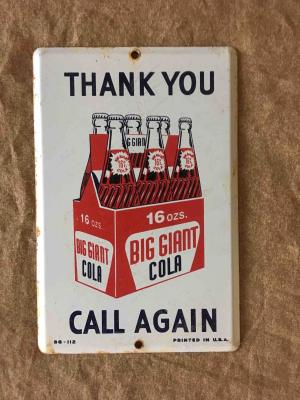 THANK YOU
BIG GIANT
16 OZS.
16 OZS.
BIG GIANT
COLA
BIG GIANT
COLA
CALL AGAIN
BG-112
PRINTED IN U.S.A.